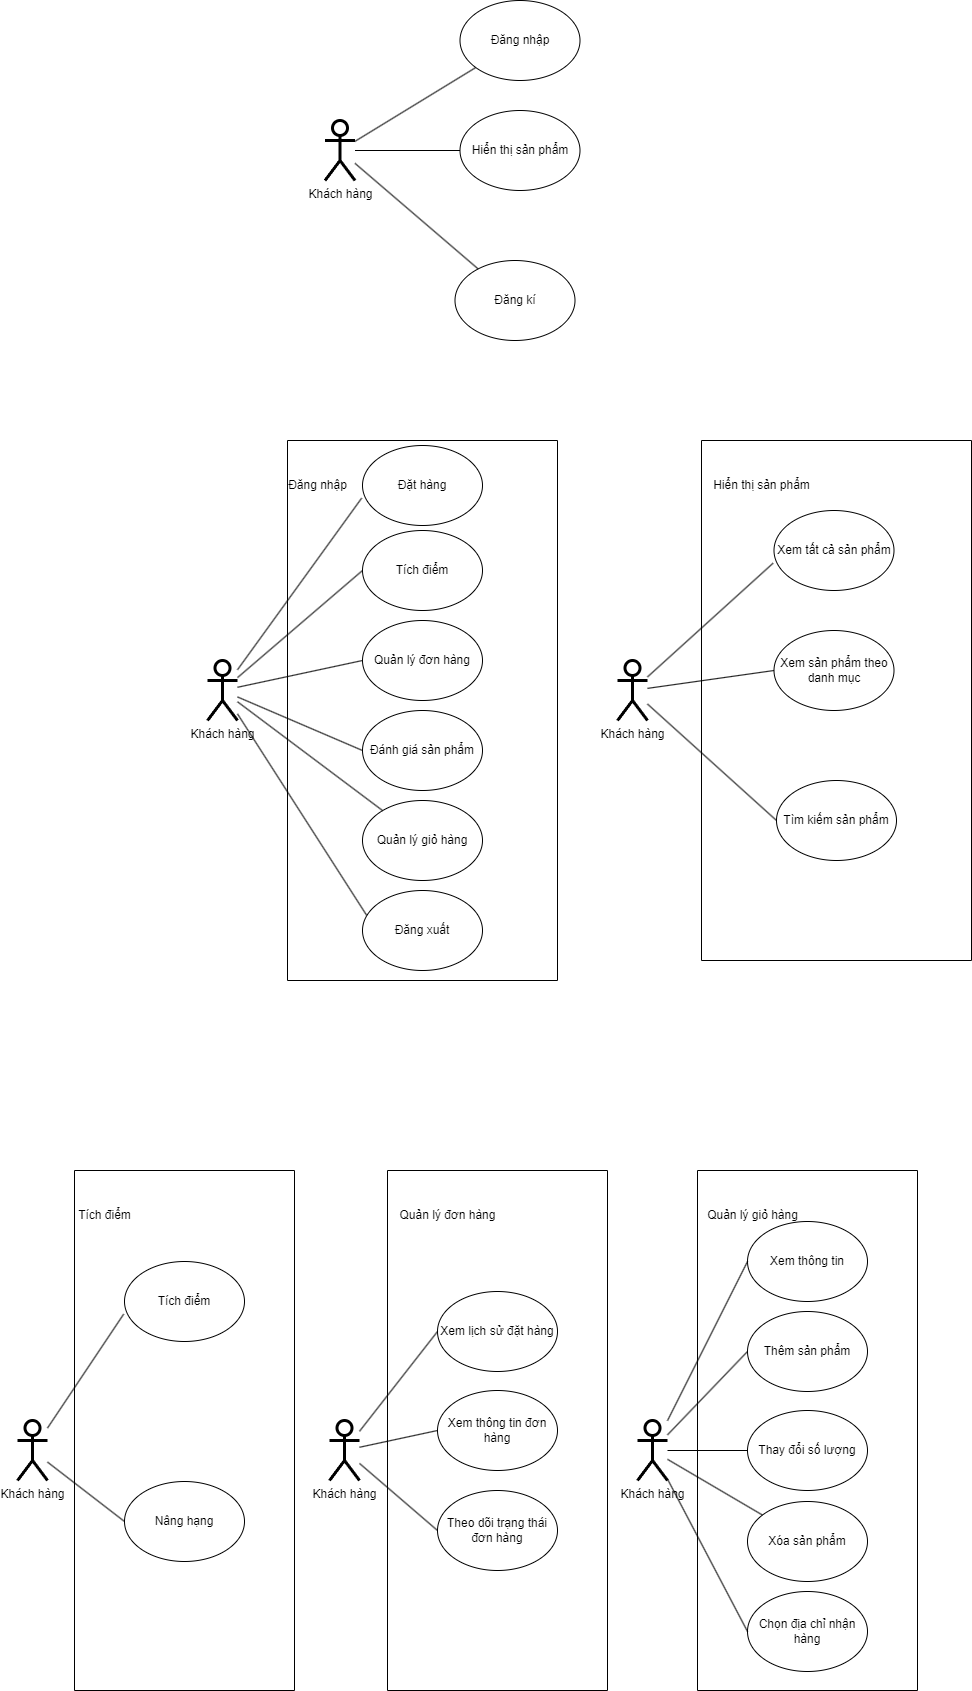 Đăng nhập
Hiển thị sản phẩm
Khách hàng
Đăng kí
Đăng nhập
Đặt hàng
Tích điểm
Quản lý đơn hàng
Khách hàng
Đánh giá sản phẩm
Quản lý giỏ hàng
Đăng xuất
Hiển thị sản phẩm
Xem tất cả sản phẩm
Xem sản phẩm theo
danh mục
Khách hàng
Tìm kiếm sản phẩm
Tích điểm
Tích điểm
Khách hàng
Nâng hạng
Quản lý đơn hàng
Xem lịch sử đặt hàng
Xem thông tin đơn
hàng
Khách hàng
Theo dõi trạng thái
đơn hàng
Quản lý giỏ hàng
Xem thông tin
Thêm sản phẩm
Thay đổi số lượng
Khách hàng
Xóa sản phẩm
Chọn địa chỉ nhận
hàng